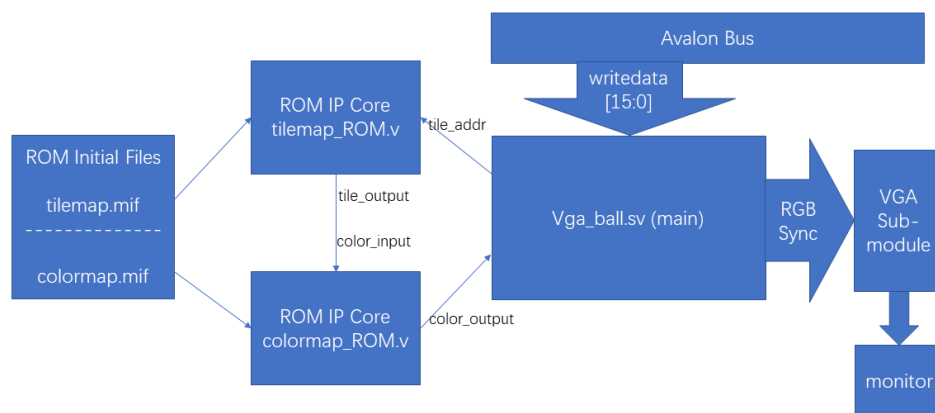 Avalon Bus
writedata
[15:0]
ROM IP Core
tilemap_ROM.v
tile_addr
ROM Initial Files
tilemap.mif
colormap.mif
tile_output
color_input
Vga_ball.sv (main)
RGB
Sync
VGA
Sub-
module
ROM IP Core
colormap_ROM.v
color_output
monitor